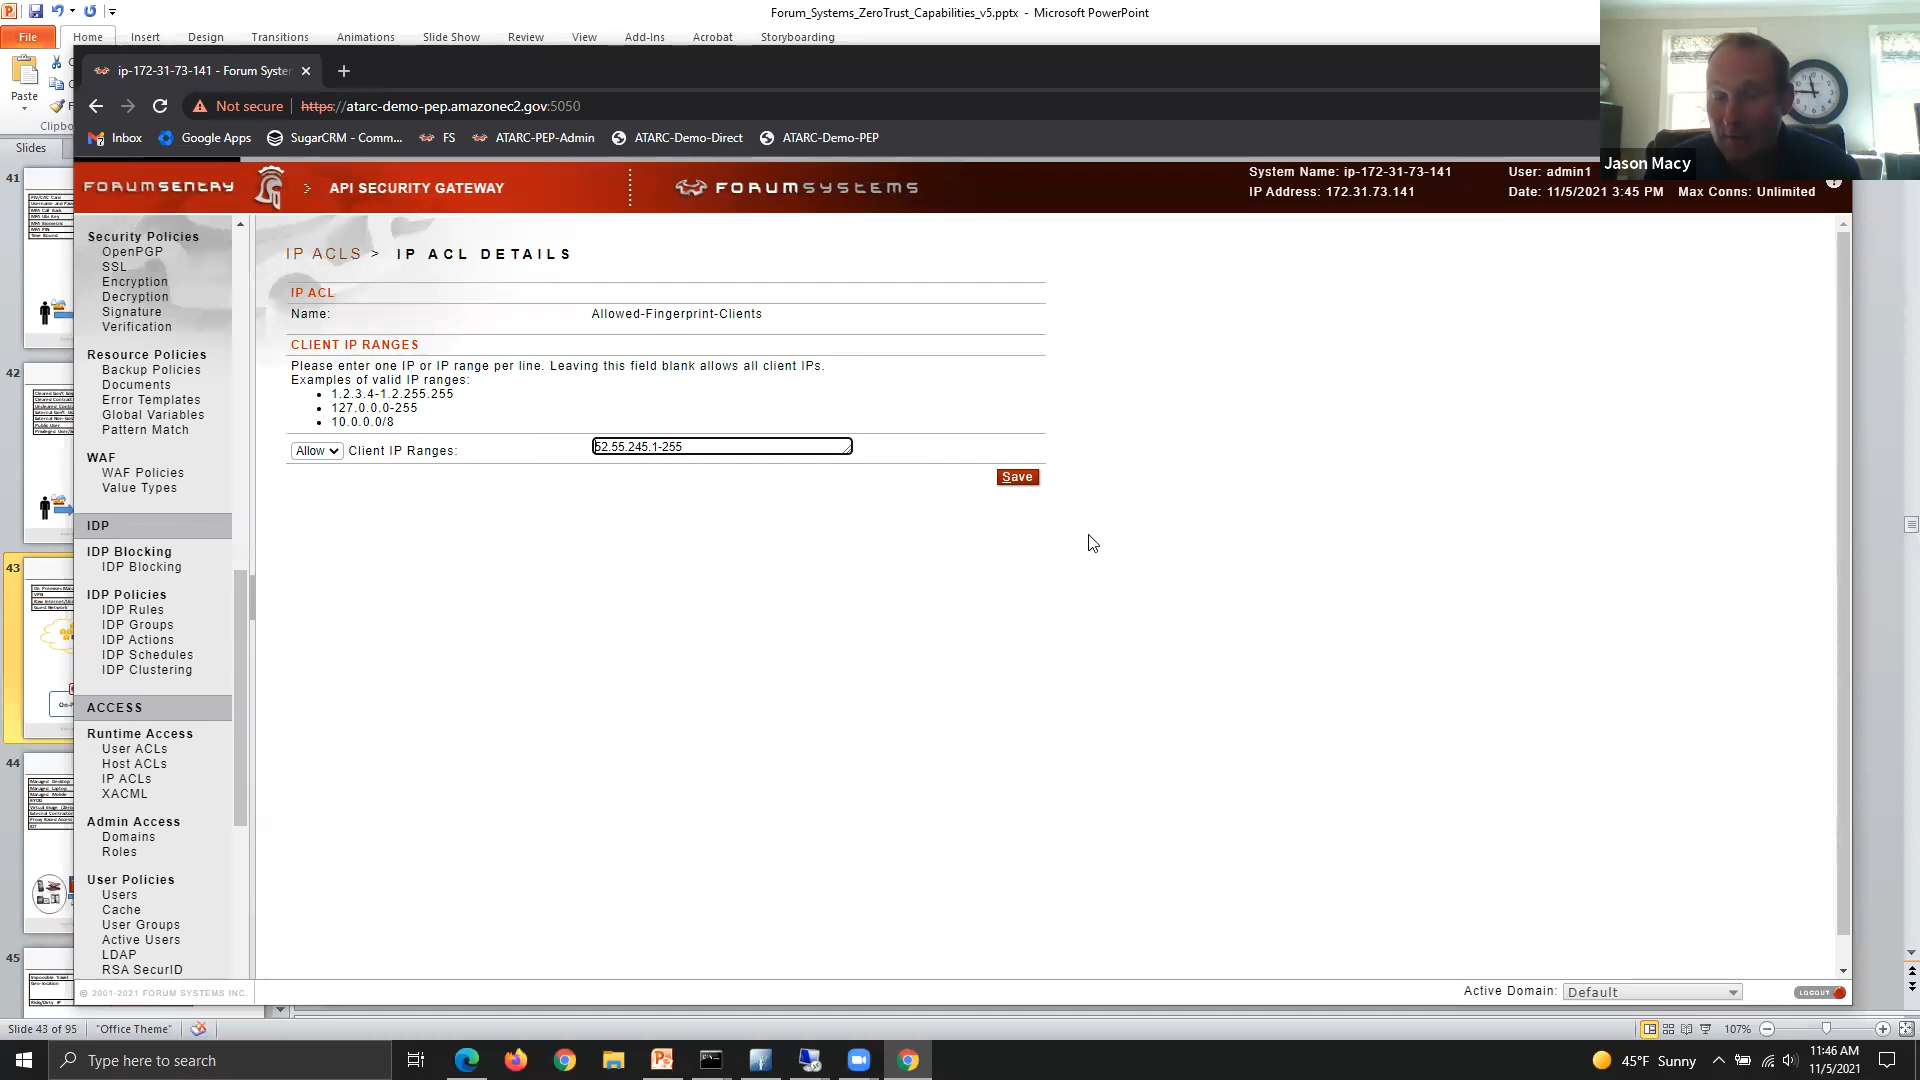 Forum_Systems_ZeroTrust_Capabilities_v5.pptx - Microsoft PowerPoint
File Home Insert Design Transitions Animations Slide Show Review View Add-Ins Acrobat Storyboarding
Paste
Slides
ip-172-31-73-141 - Forum Syste
Not secure https://atarc-demo-pep.amazonec2.gov:5050
Inbox Google Apps SugarCRM - Comm... FS ATARC-PEP-Admin ATARC-Demo-Direct ATARC-Demo-PEP
Jason Macy
FORUMSENTRY API SECURITY GATEWAY FORUMSYSTEMS
System Name: ip-172-31-73-141 User: admin1
IP Address: 172.31.73.141 Date: 11/5/2021 3:45 PM Max Conns: Unlimited
Security Policies
OpenPGP
SSL
Encryption
Decryption
Signature
Verification
Resource Policies
Backup Policies
Documents
Error Templates
Global Variables
Pattern Match
WAF
WAF Policies
Value Types
IDP
IDP Blocking
IDP Blocking
IDP Policies
IDP Rules
IDP Groups
IDP Actions
IDP Schedules
IDP Clustering
ACCESS
Runtime Access
User ACLs
Host ACLs
IP ACLs
XACML
Admin Access
Domains
Roles
User Policies
Users
Cache
User Groups
Active Users
LDAP
RSA SecurID
© 2001-2021 FORUM SYSTEMS INC.
IP ACLS > IP ACL DETAILS
IP ACL
Name: Allowed-Fingerprint-Clients
CLIENT IP RANGES
Please enter one IP or IP range per line. Leaving this field blank allows all client IPs.
Examples of valid IP ranges:
1.2.3.4-1.2.255.255
127.0.0.0-255
10.0.0.0/8
Allow Client IP Ranges: 52.55.245.1-255
Save
Active Domain: Default LOGOUT
41
42
43
44
45
Slide 43 of 95 "Office Theme" 107%
Type here to search
45°F Sunny
11:46 AM
11/5/2021